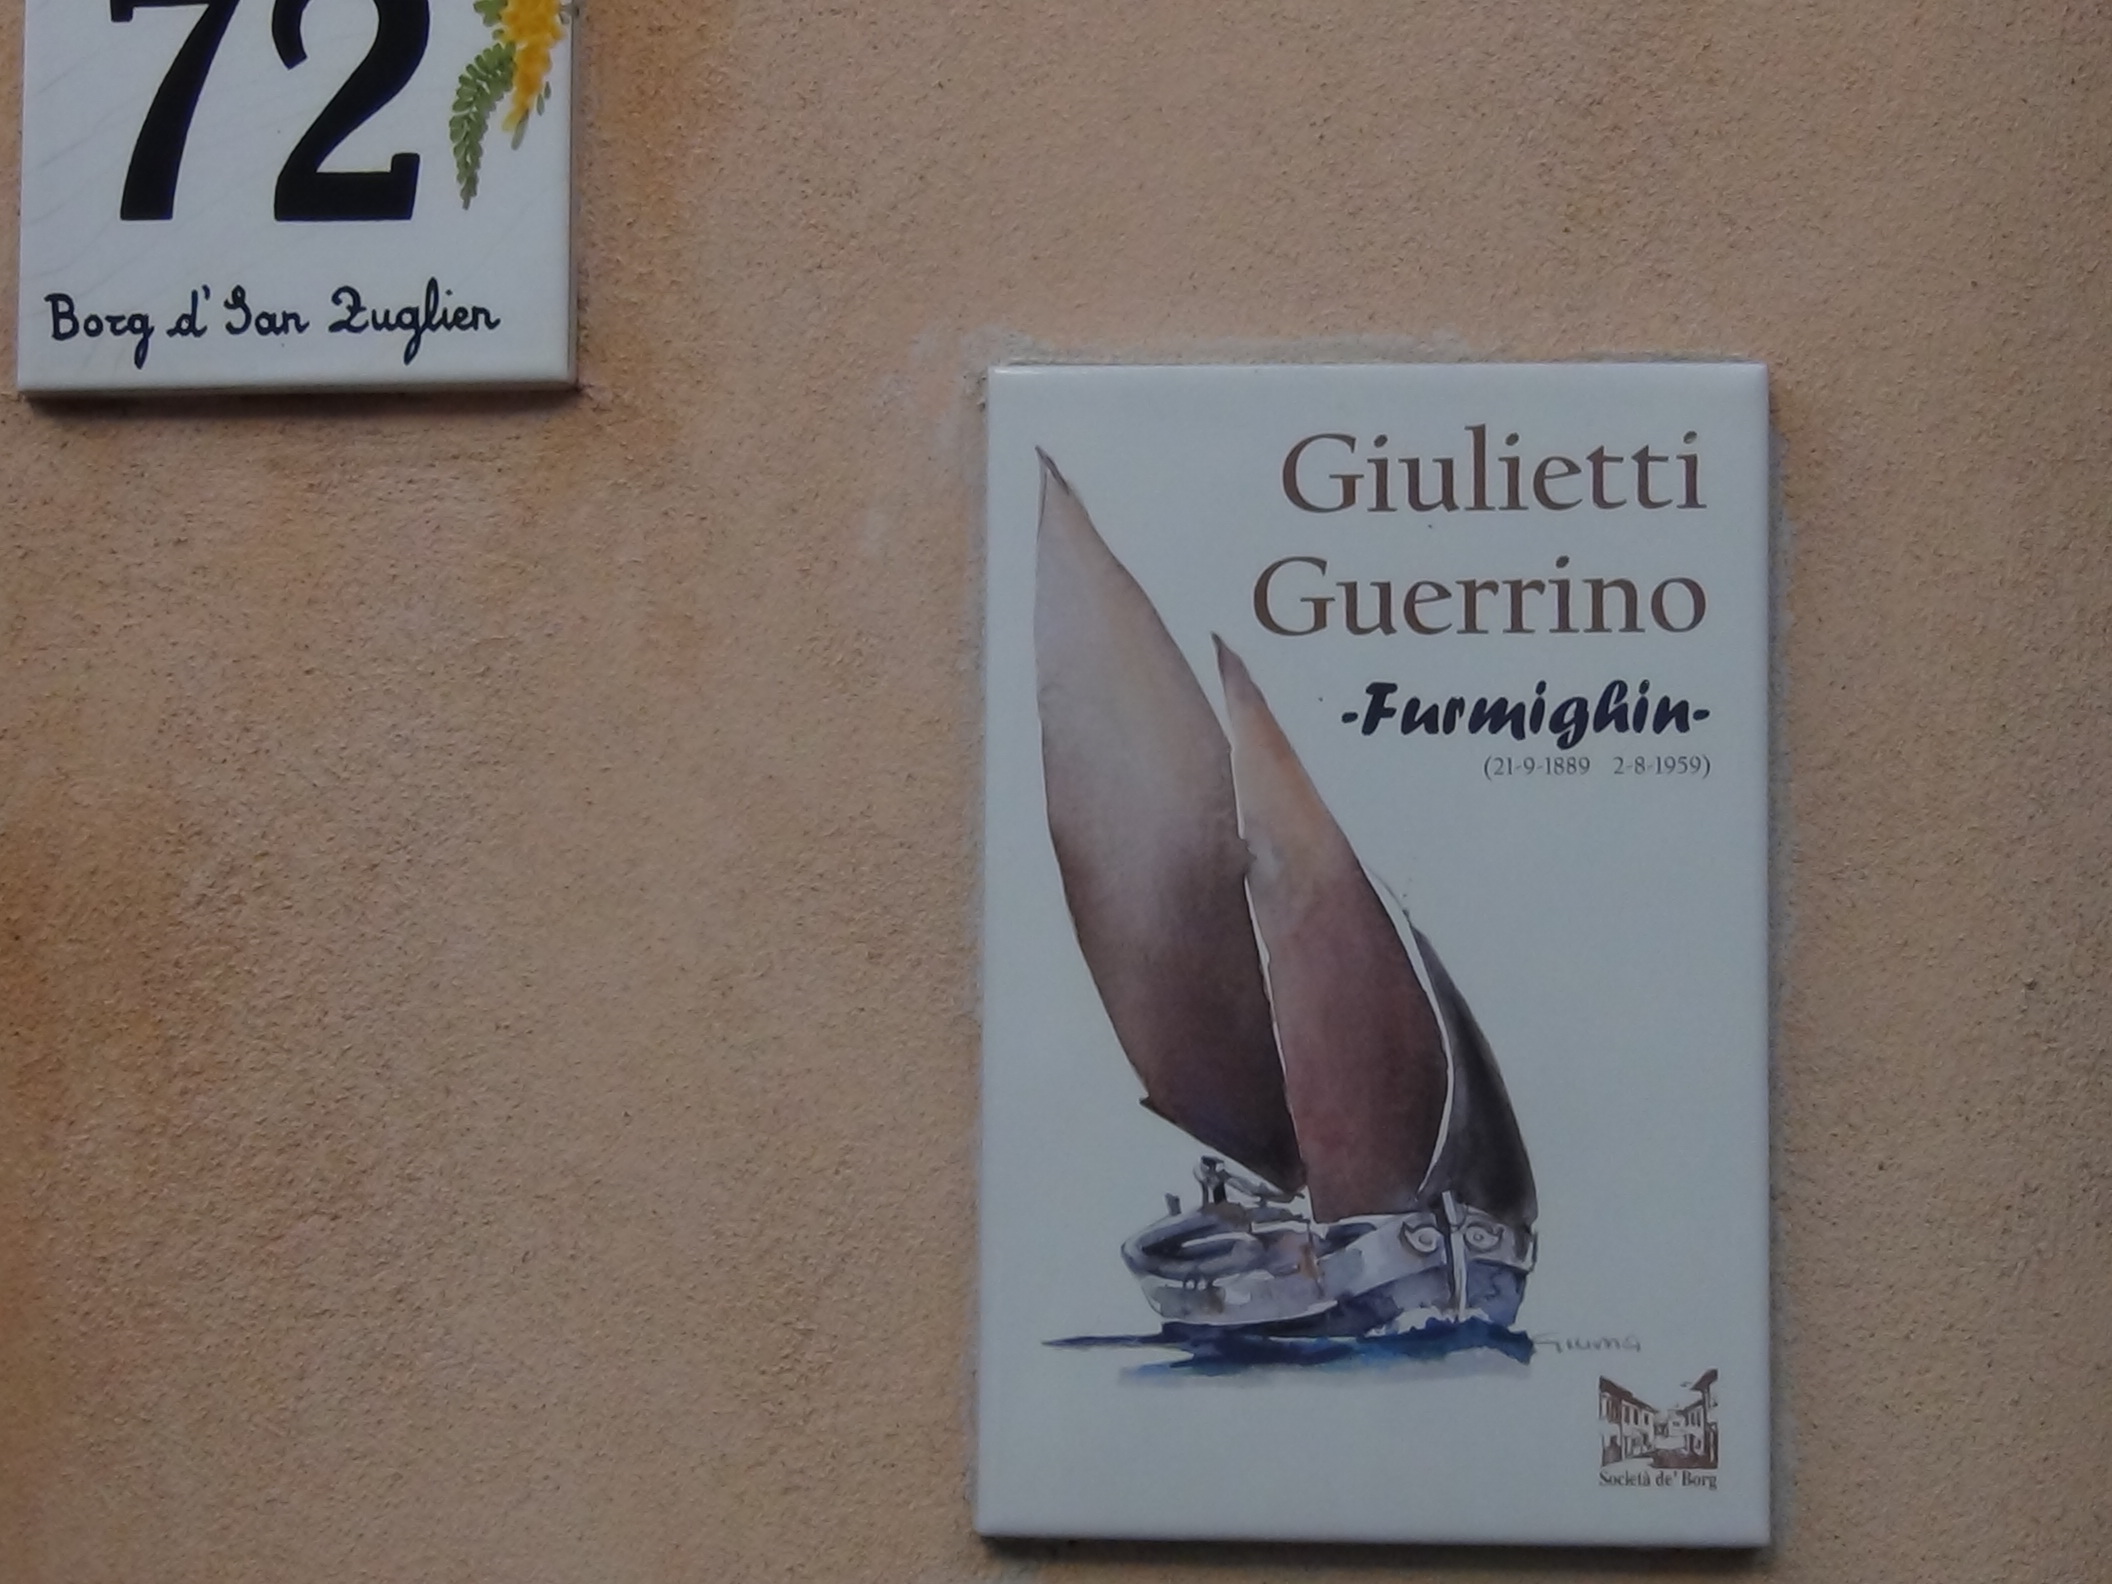 72
Borg d' San Zuglien
Giulietti
Guerrino
-Furmighin-
(21-9-1889 2-8-1959)
Società de' Borg